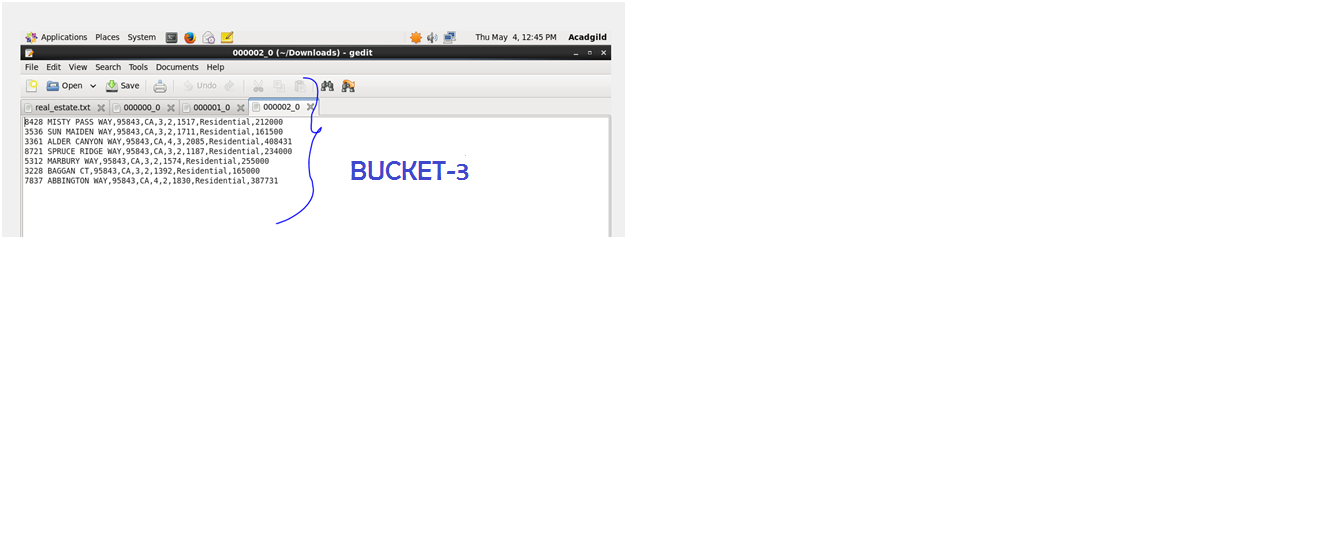 Applications Places System Thu May 4, 12:45 PM Acadgild
000002_0 (~/Downloads) - gedit
File Edit View Search Tools Documents Help
Open Save Undo
real_estate.txt 000000_0 000001_0 000002_0
8428 MISTY PASS WAY,95843,CA,3,2,1517,Residential,212000
3536 SUN MAIDEN WAY,95843,CA,3,2,1711,Residential,161500
3361 ALDER CANYON WAY,95843,CA,4,3,2085,Residential,408431
8721 SPRUCE RIDGE WAY,95843,CA,3,2,1187,Residential,234000
5312 MARBURY WAY,95843,CA,3,2,1574,Residential,255000
3228 BAGGAN CT,95843,CA,3,2,1392,Residential,165000
7837 ABBINGTON WAY,95843,CA,4,2,1830,Residential,387731
BUCKET-3